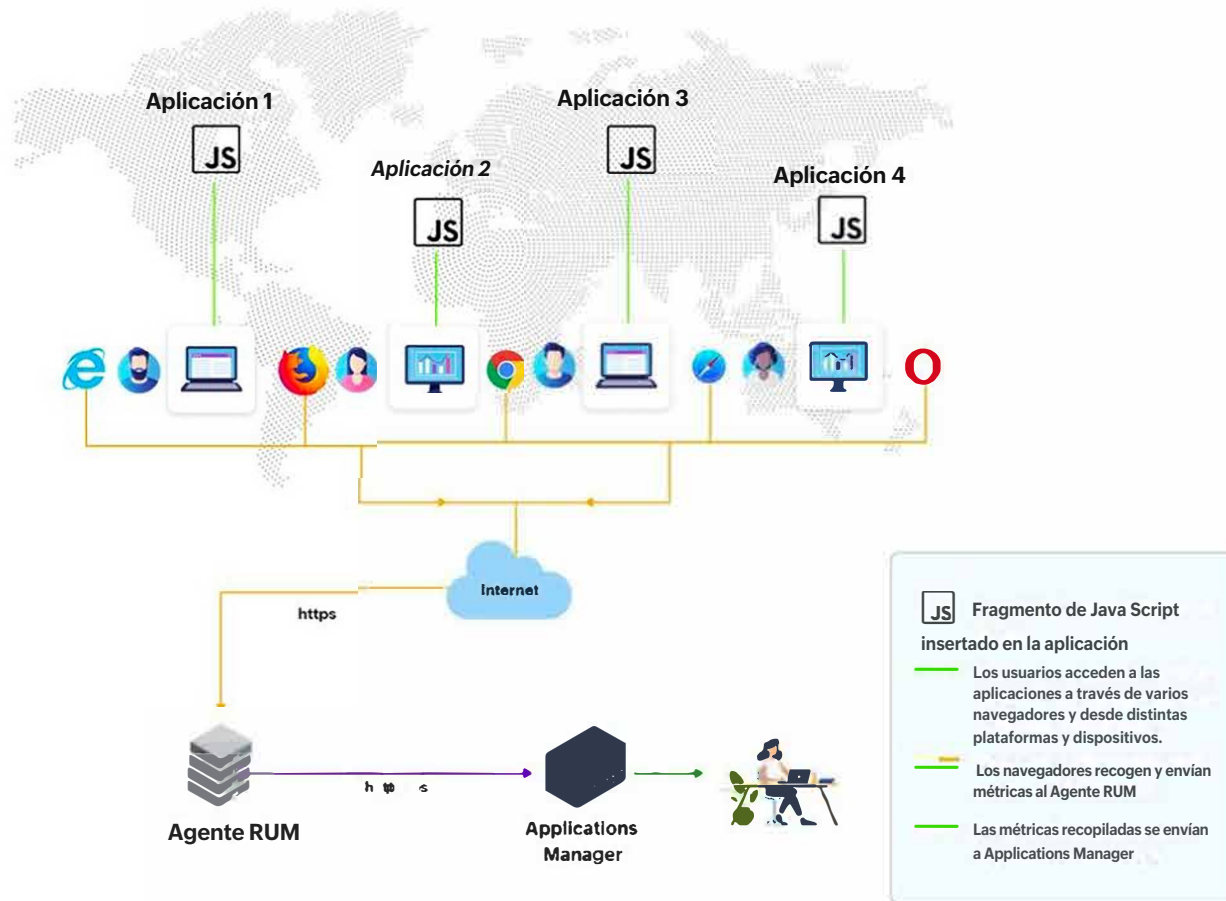 Aplicación 1
JS
Aplicación 2
JS
Aplicación 3
JS
Aplicación 4
JS
Internet
https
Agente RUM
Applications
Manager
JS Fragmento de Java Script
insertado en la aplicación
Los usuarios acceden a las
aplicaciones a través de varios
navegadores y desde distintas
plataformas y dispositivos.
Los navegadores recogen y envían
métricas al Agente RUM
Las métricas recopiladas se envían
a Applications Manager